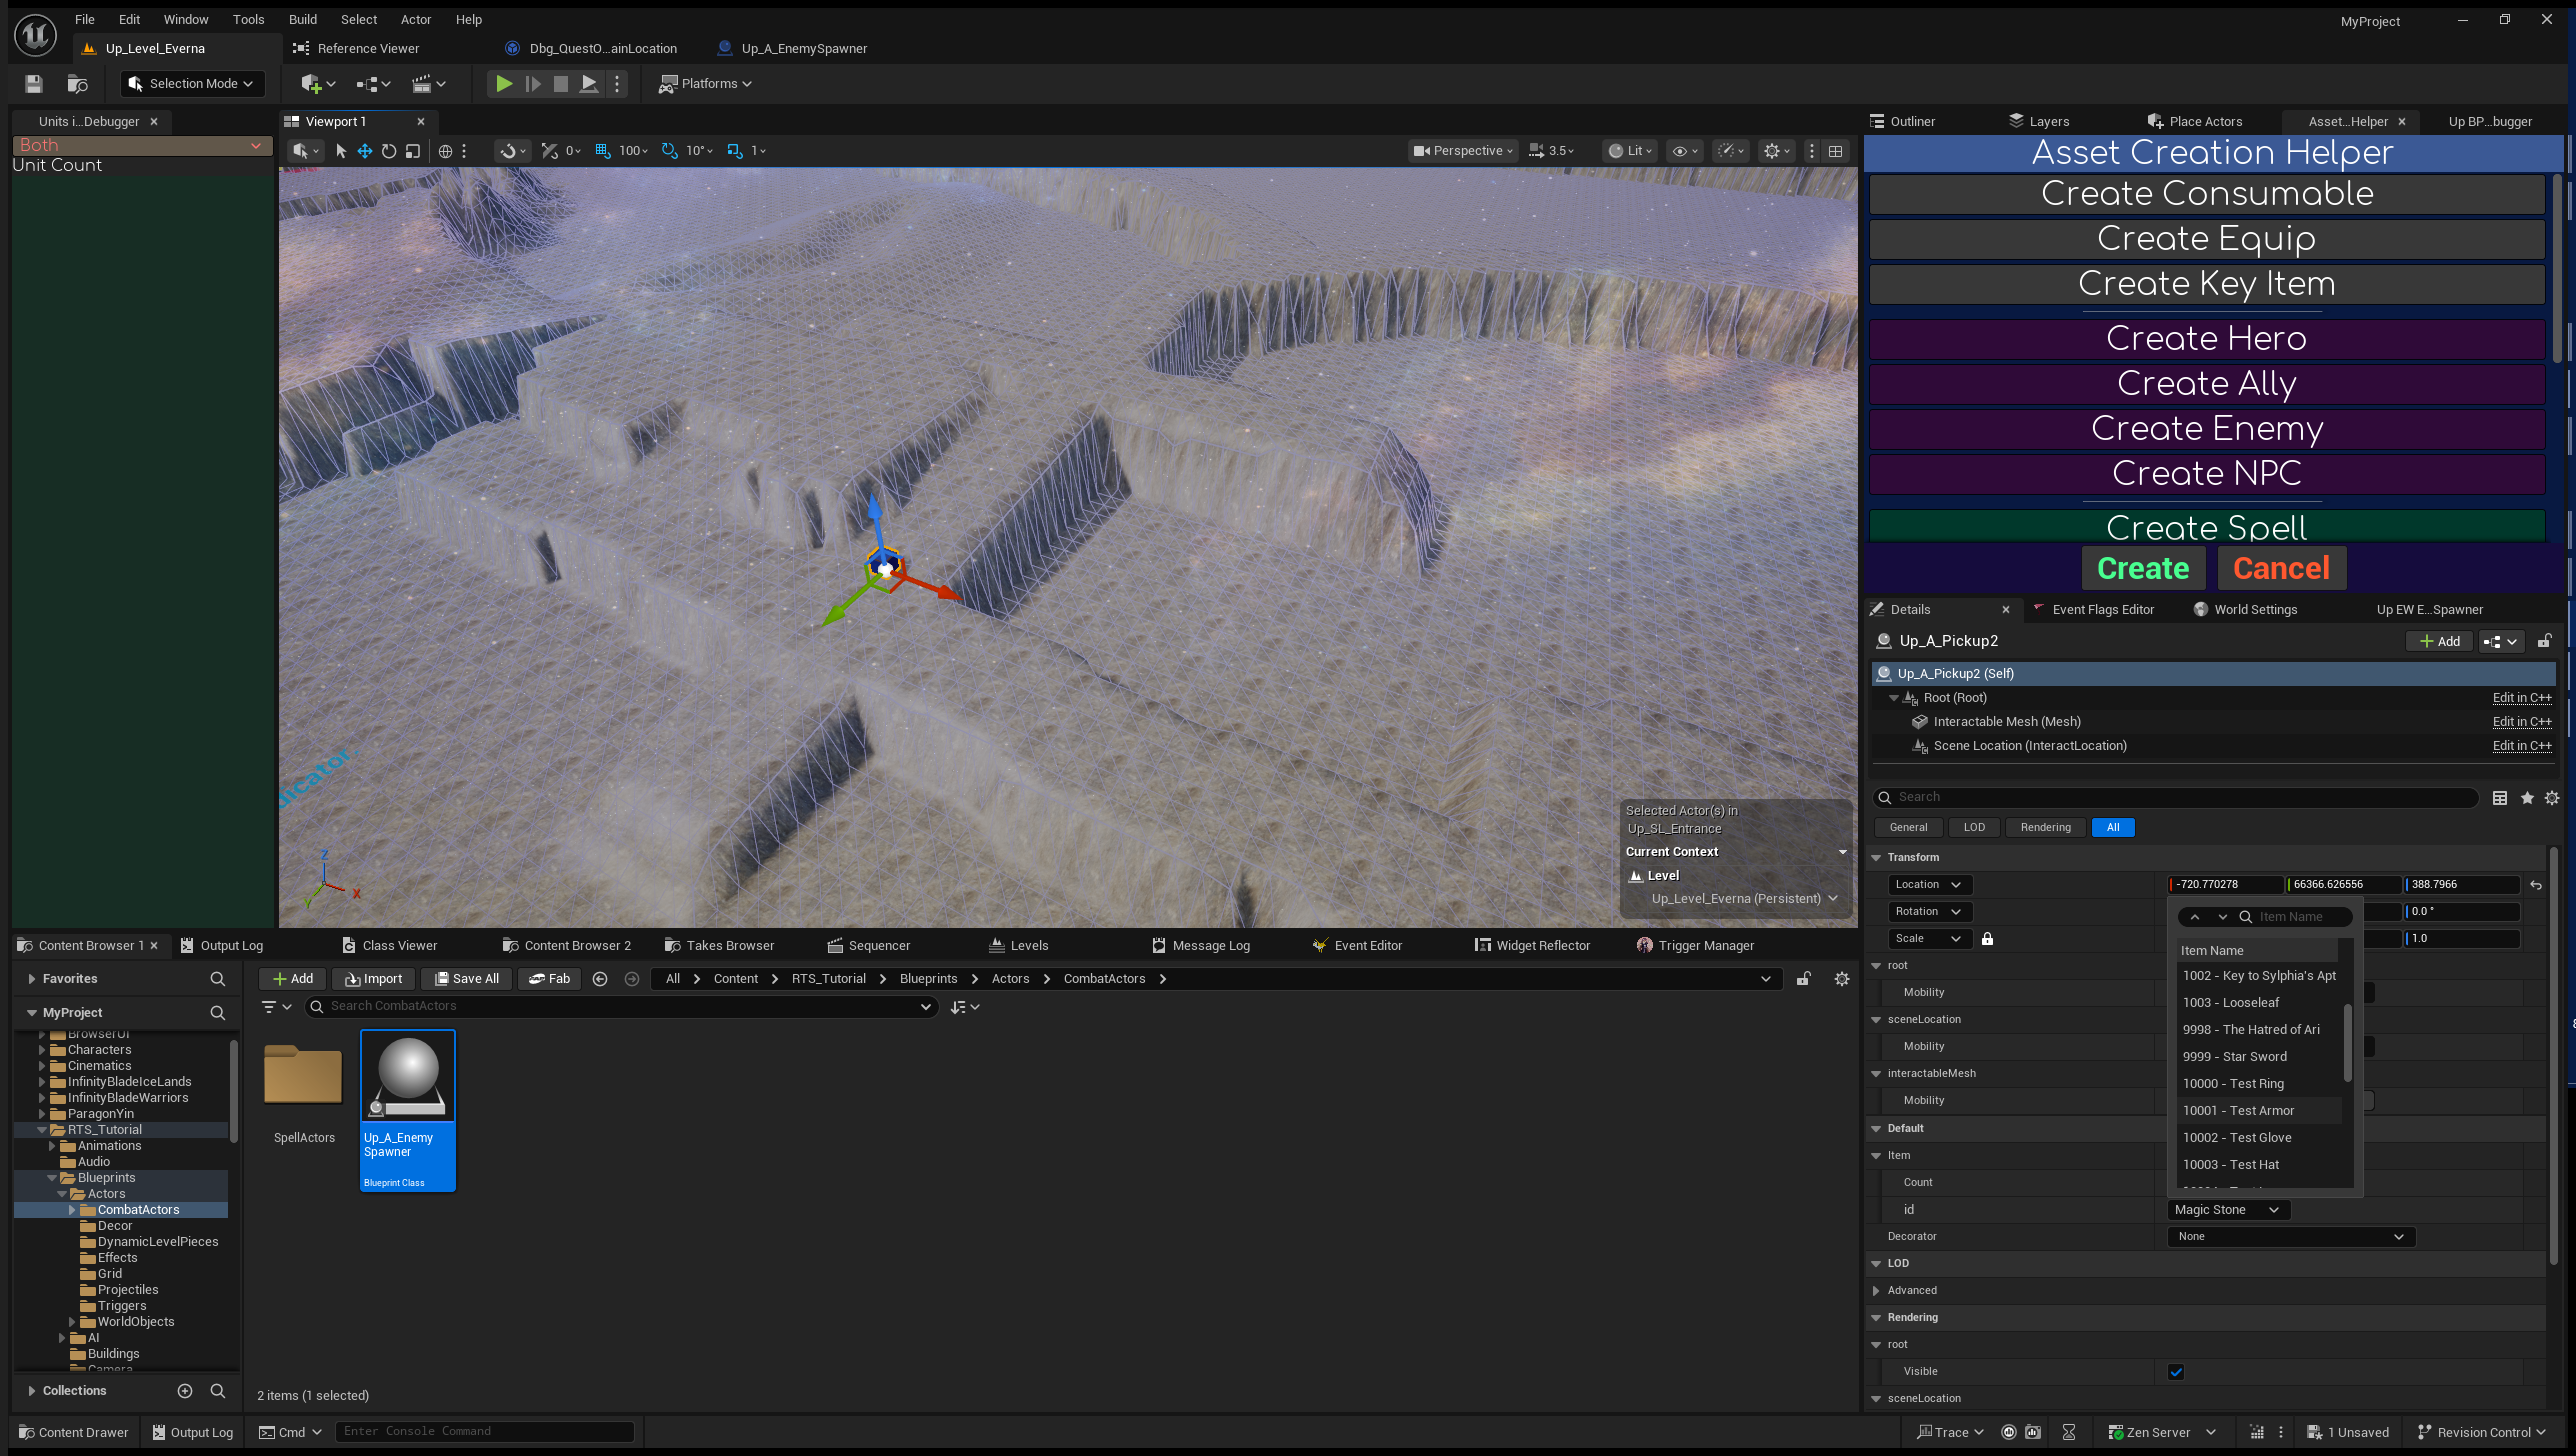 File Edit Window Tools Build Select Actor Help
MyProject
Up_Level_Everna Reference Viewer Dbg_QuestO...ainLocation Up_A_EnemySpawner
Selection Mode Platforms
Units i...Debugger
Both
Unit Count
Viewport 1
0 100 10° 1 Perspective 3.5 Lit
dicator
Z
X
Y
Selected Actor(s) in
Up_SL_Entrance
Current Context
Level
Up_Level_Everna (Persistent)
Outliner Layers Place Actors Asset...Helper Up BP...bugger
Asset Creation Helper
Create Consumable
Create Equip
Create Key Item
Create Hero
Create Ally
Create Enemy
Create NPC
Create Spell
Create Cancel
Details Event Flags Editor World Settings Up EW E...Spawner
Up_A_Pickup2
Add
Up_A_Pickup2 (Self)
Root (Root) Edit in C++
Interactable Mesh (Mesh) Edit in C++
Scene Location (InteractLocation) Edit in C++
Search
General LOD Rendering All
Transform
Location -720.770278 66366.626556 388.7966
Rotation 0.0 °
Scale 1.0
root
Mobility
sceneLocation
Mobility
interactableMesh
Mobility
Default
Item
Count
id Magic Stone
Decorator None
LOD
Advanced
Rendering
root
Visible
sceneLocation
Item Name
Item Name
1002 - Key to Sylphia's Apt
1003 - Looseleaf
9998 - The Hatred of Ari
9999 - Star Sword
10000 - Test Ring
10001 - Test Armor
10002 - Test Glove
10003 - Test Hat
Content Browser 1 Output Log Class Viewer Content Browser 2 Takes Browser Sequencer Levels Message Log Event Editor Widget Reflector Trigger Manager
Favorites
MyProject
BrowserUI
Characters
Cinematics
InfinityBladeIceLands
InfinityBladeWarriors
ParagonYin
RTS_Tutorial
Animations
Audio
Blueprints
Actors
CombatActors
Decor
DynamicLevelPieces
Effects
Grid
Projectiles
Triggers
WorldObjects
AI
Buildings
Camera
Collections
Add Import Save All Fab All Content RTS_Tutorial Blueprints Actors CombatActors
Search CombatActors
SpellActors
Up_A_Enemy
Spawner
Blueprint Class
2 items (1 selected)
Content Drawer Output Log Cmd Enter Console Command Trace Zen Server 1 Unsaved Revision Control